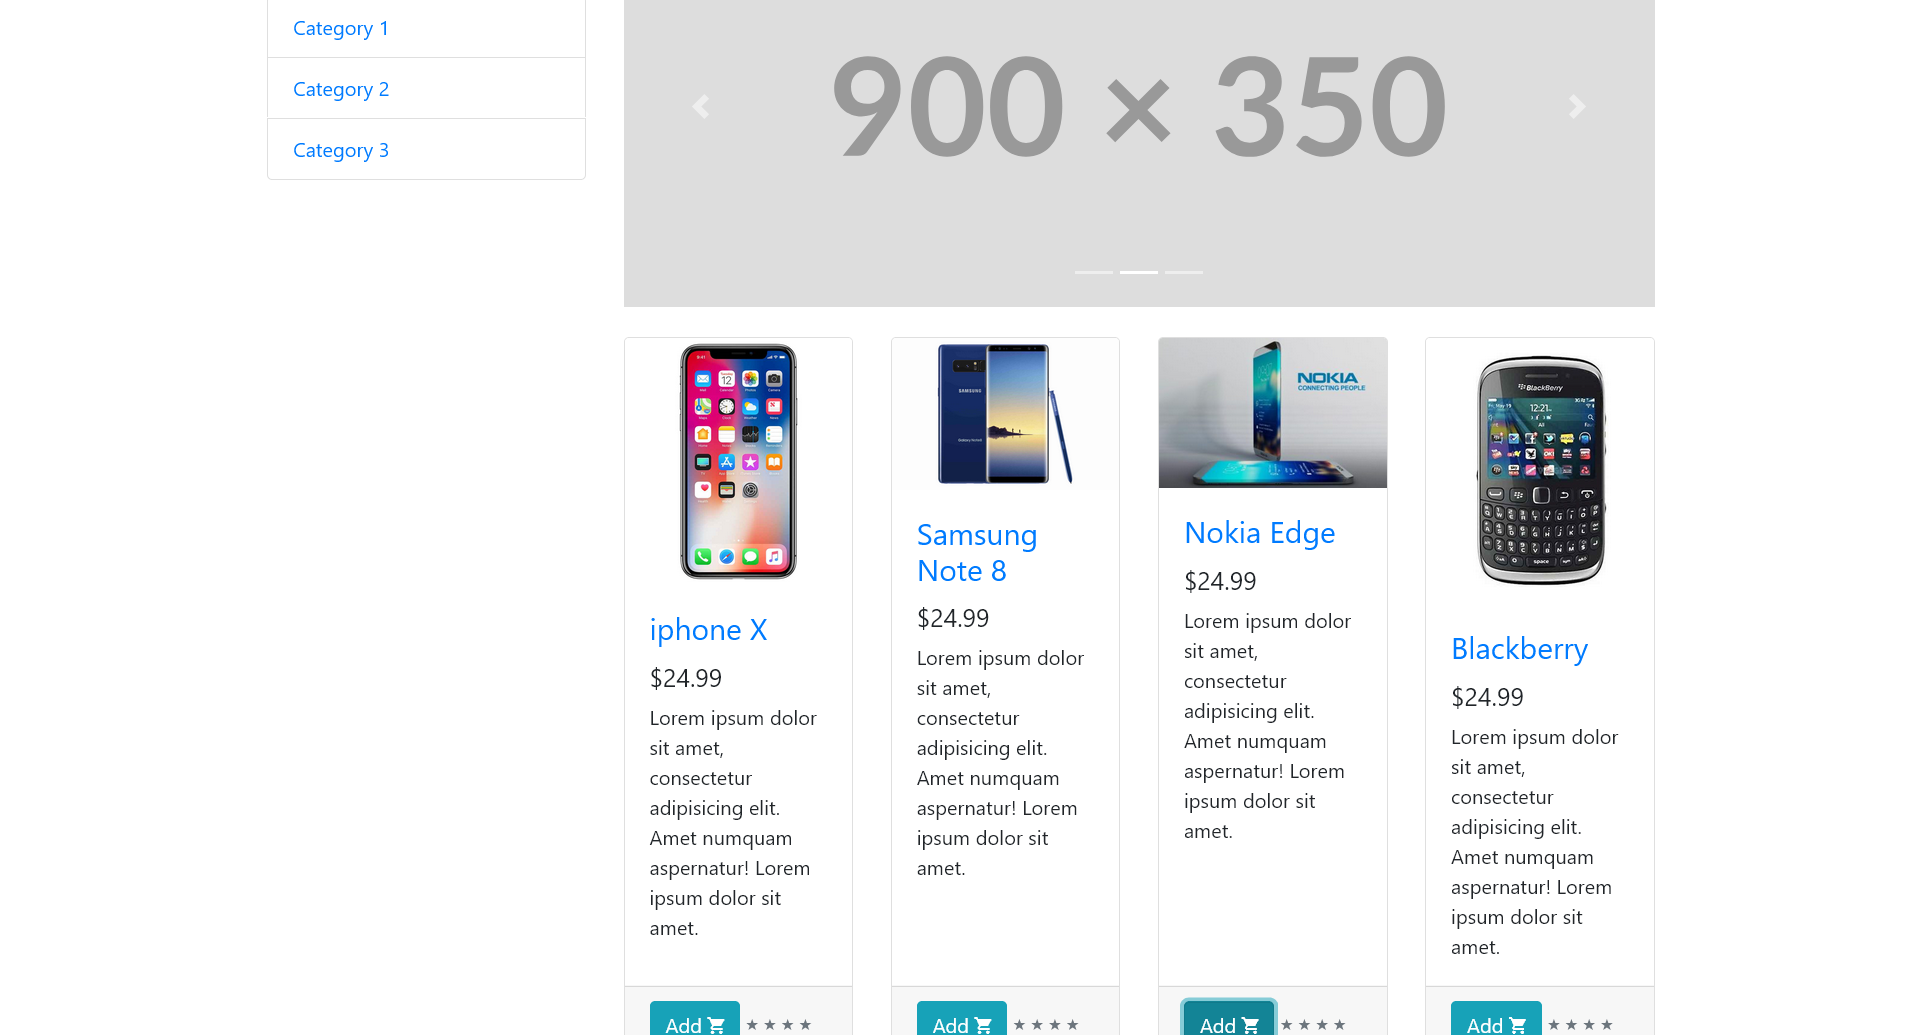 Category 1
Category 2
Category 3
900 × 350
iphone X
$24.99
Lorem ipsum dolor
sit amet,
consectetur
adipisicing elit.
Amet numquam
aspernatur! Lorem
ipsum dolor sit
amet.
Add
★ ★ ★ ★
SAMSUNG
Samsung
Note 8
$24.99
Lorem ipsum dolor
sit amet,
consectetur
adipisicing elit.
Amet numquam
aspernatur! Lorem
ipsum dolor sit
amet.
Add
★ ★ ★ ★
NOKIA
CONNECTING PEOPLE
Nokia Edge
$24.99
Lorem ipsum dolor
sit amet,
consectetur
adipisicing elit.
Amet numquam
aspernatur! Lorem
ipsum dolor sit
amet.
Add
★ ★ ★ ★
BlackBerry
12:21
Blackberry
$24.99
Lorem ipsum dolor
sit amet,
consectetur
adipisicing elit.
Amet numquam
aspernatur! Lorem
ipsum dolor sit
amet.
Add
★ ★ ★ ★